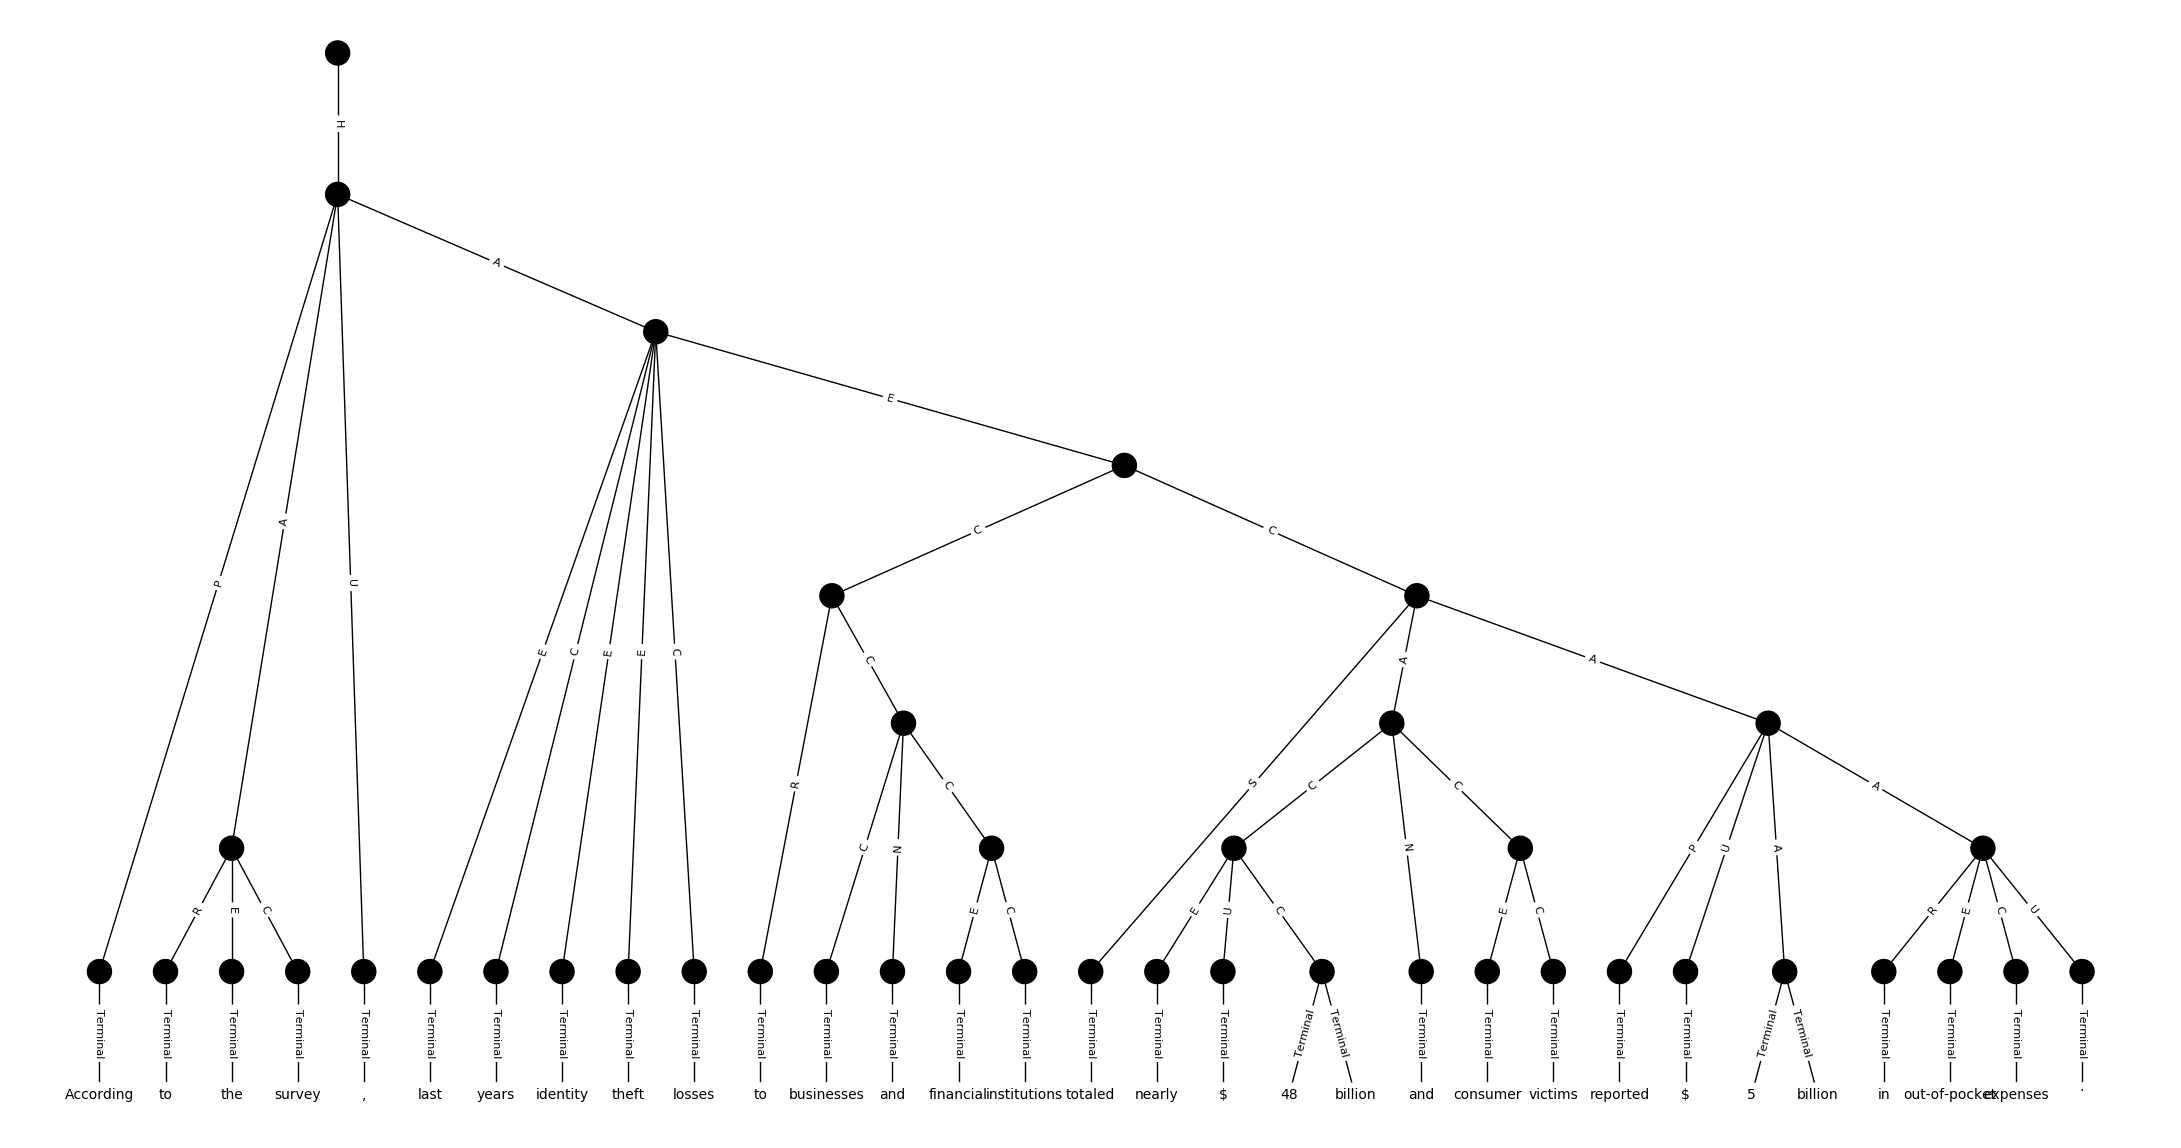 H
A
E
C C
P A U
E C E E C
C A A
R C S C N C P U A A
C N R E C E U C E C R E C U
E C
Terminal Terminal Terminal Terminal Terminal Terminal Terminal Terminal Terminal Terminal Terminal Terminal Terminal Terminal Terminal Terminal Terminal Terminal Terminal Terminal Terminal Terminal Terminal Terminal Terminal Terminal Terminal Terminal Terminal Terminal Terminal
According to the survey , last years identity theft losses to businesses and financial institutions totaled nearly $ 48 billion and consumer victims reported $ 5 billion in out-of-pocket expenses .